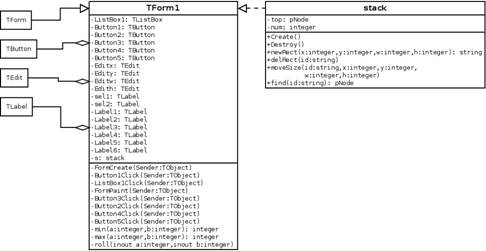 TForm
TButton
TEdit
TLabel
TForm1
-ListBox1: TListBox
-Button1: TButton
-Button2: TButton
-Button3: TButton
-Button4: TButton
-Button5: TButton
-Editx: TEdit
-Edity: TEdit
-Editw: TEdit
-Edith: TEdit
-sel1: TLabel
-sel2: TLabel
-Label1: TLabel
-Label2: TLabel
-Label3: TLabel
-Label4: TLabel
-Label5: TLabel
-Label6: TLabel
-s: stack
-FormCreate(Sender:TObject)
-Button1Click(Sender:TObject)
-ListBox1Click(Sender:TObject)
-FormPaint(Sender:TObject)
-Button3Click(Sender:TObject)
-Button2Click(Sender:TObject)
-Button4Click(Sender:TObject)
-Button5Click(Sender:TObject)
-min(a:integer,b:integer): integer
-max(a:integer,b:integer): integer
-roll(inout a:integer,inout b:integer)
stack
-top: pNode
-num: integer
+Create()
+Destroy()
+newRect(x:integer,y:integer,w:integer,h:integer): string
+delRect(id:string)
+moveSize(id:string,x:integer,y:integer,
w:integer,h:integer)
+find(id:string): pNode